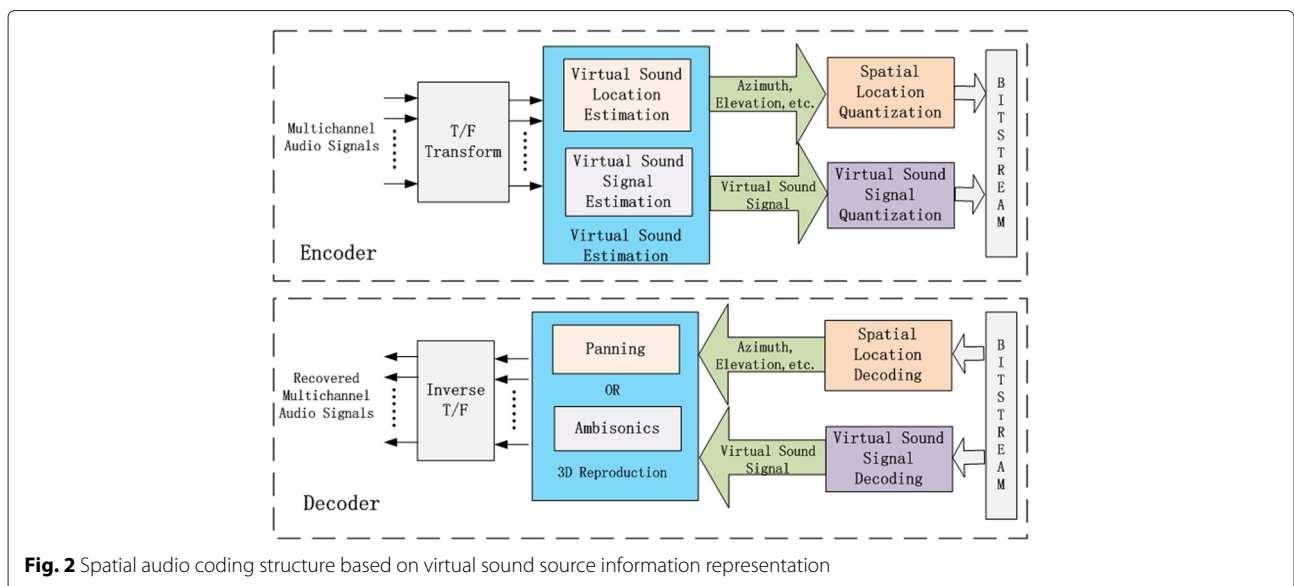 Multichannel
Audio Signals
T/F
Transform
Virtual Sound
Location
Estimation
Virtual Sound
Signal
Estimation
Virtual Sound
Estimation
Azimuth,
Elevation, etc.
Virtual Sound
Signal
Spatial
Location
Quantization
Virtual Sound
Signal
Quantization
BITSTREAM
Encoder
Recovered
Multichannel
Audio Signals
Inverse
T/F
Panning
OR
Ambisonics
3D Reproduction
Azimuth,
Elevation, etc.
Virtual Sound
Signal
Spatial
Location
Decoding
Virtual Sound
Signal
Decoding
BITSTREAM
Decoder
Fig. 2 Spatial audio coding structure based on virtual sound source information representation